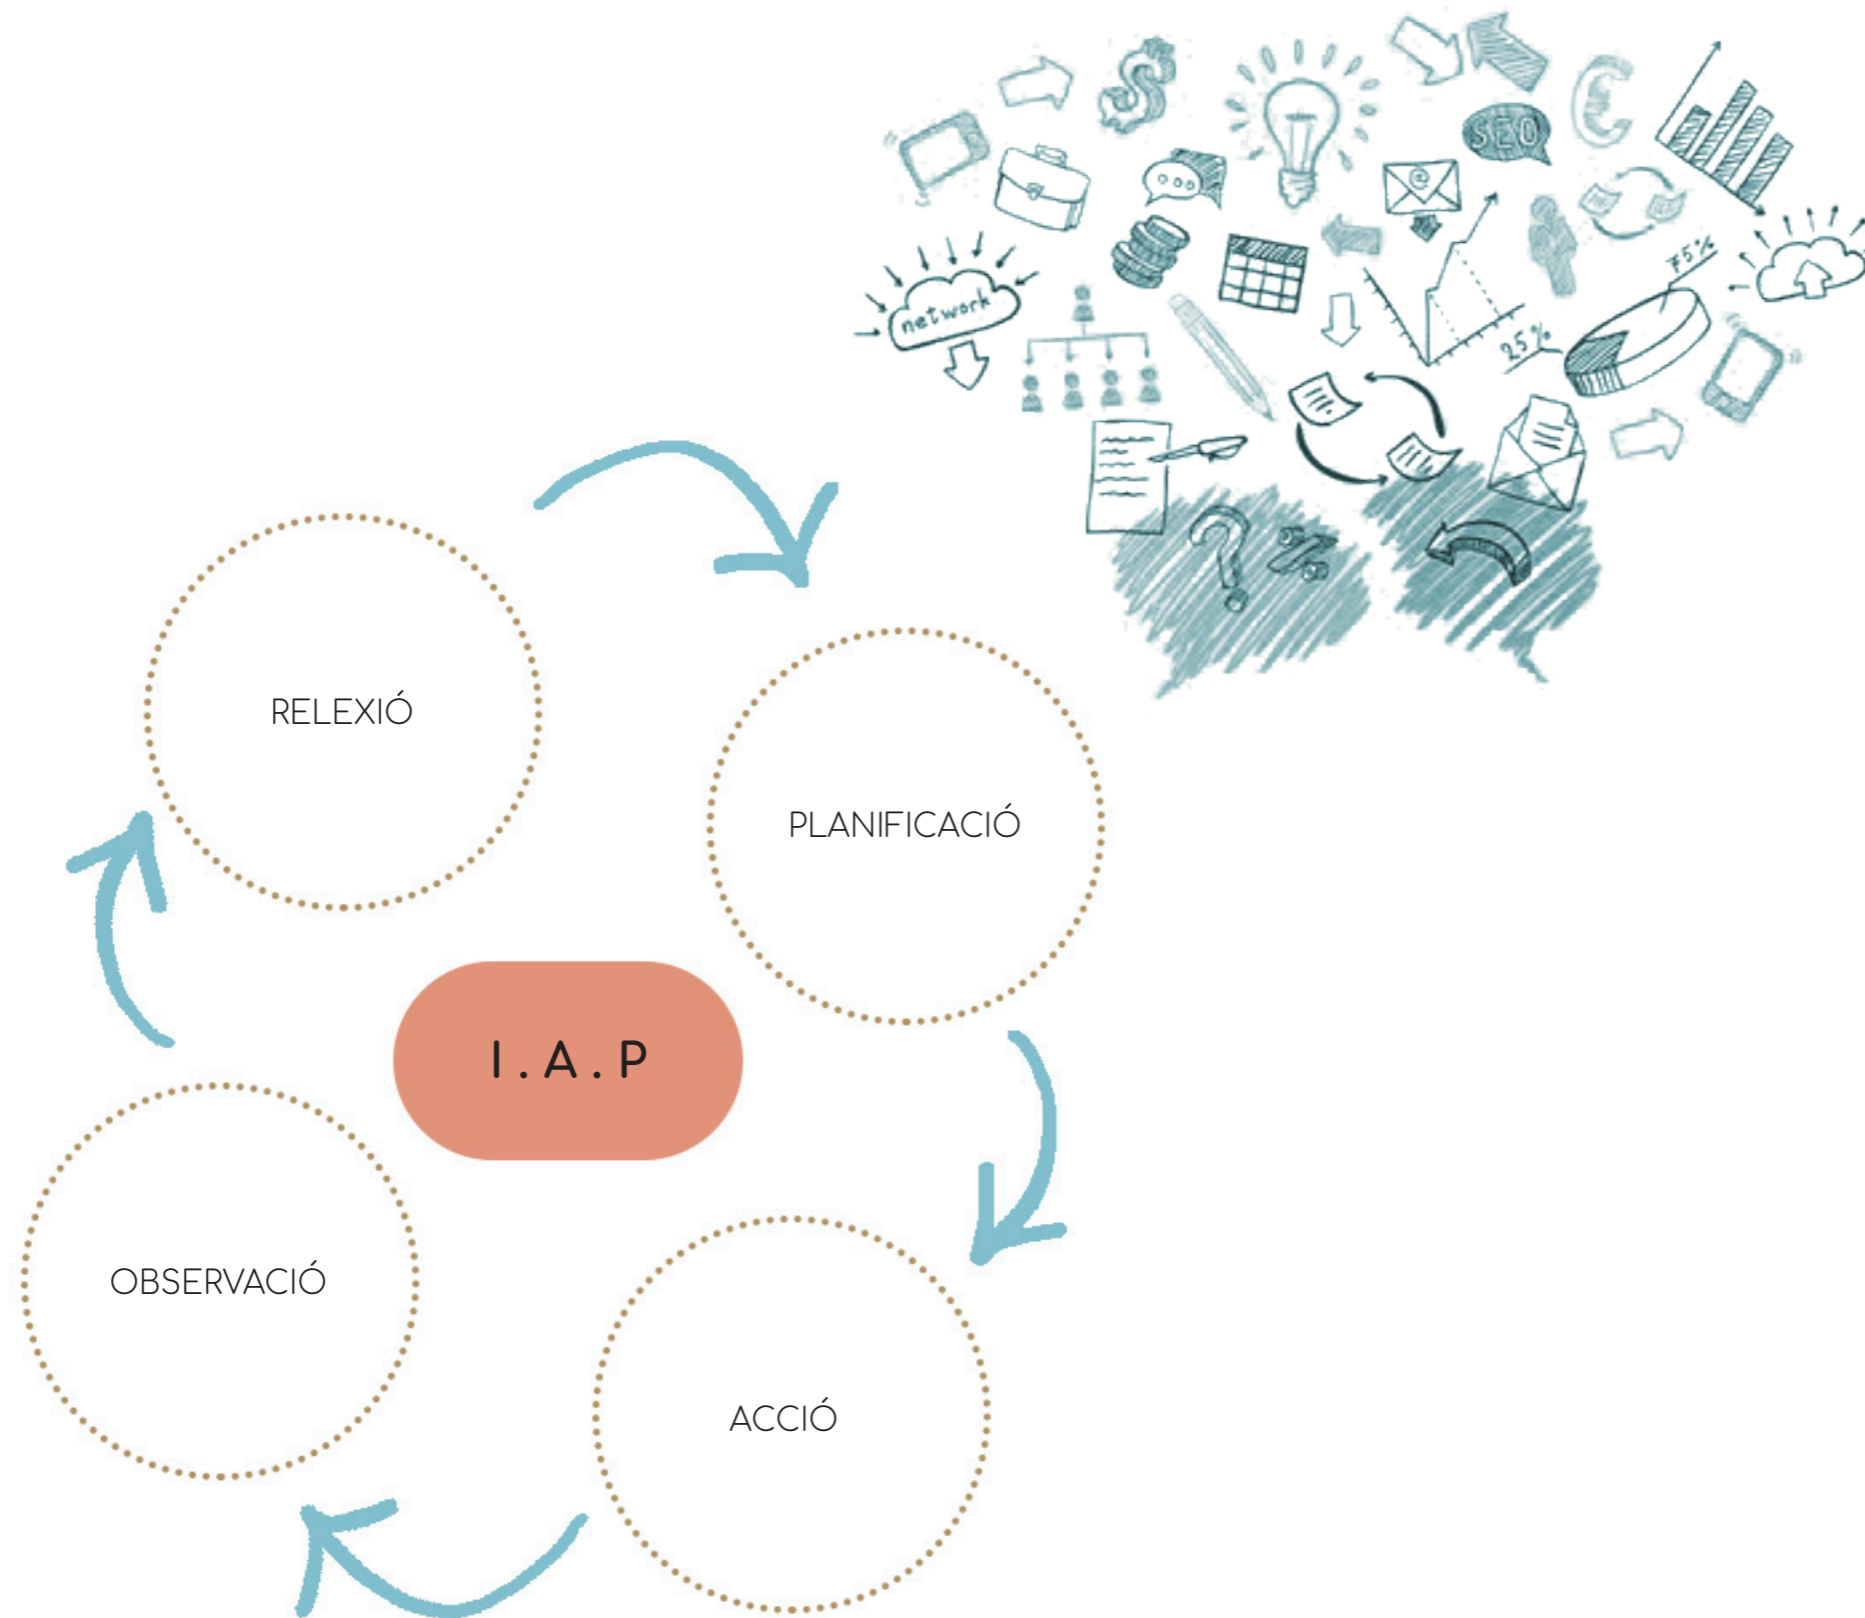 $
€
SEO
@
network
75%
25%
? %
RELEXIÓ
PLANIFICACIÓ
I.A.P
OBSERVACIÓ
ACCIÓ